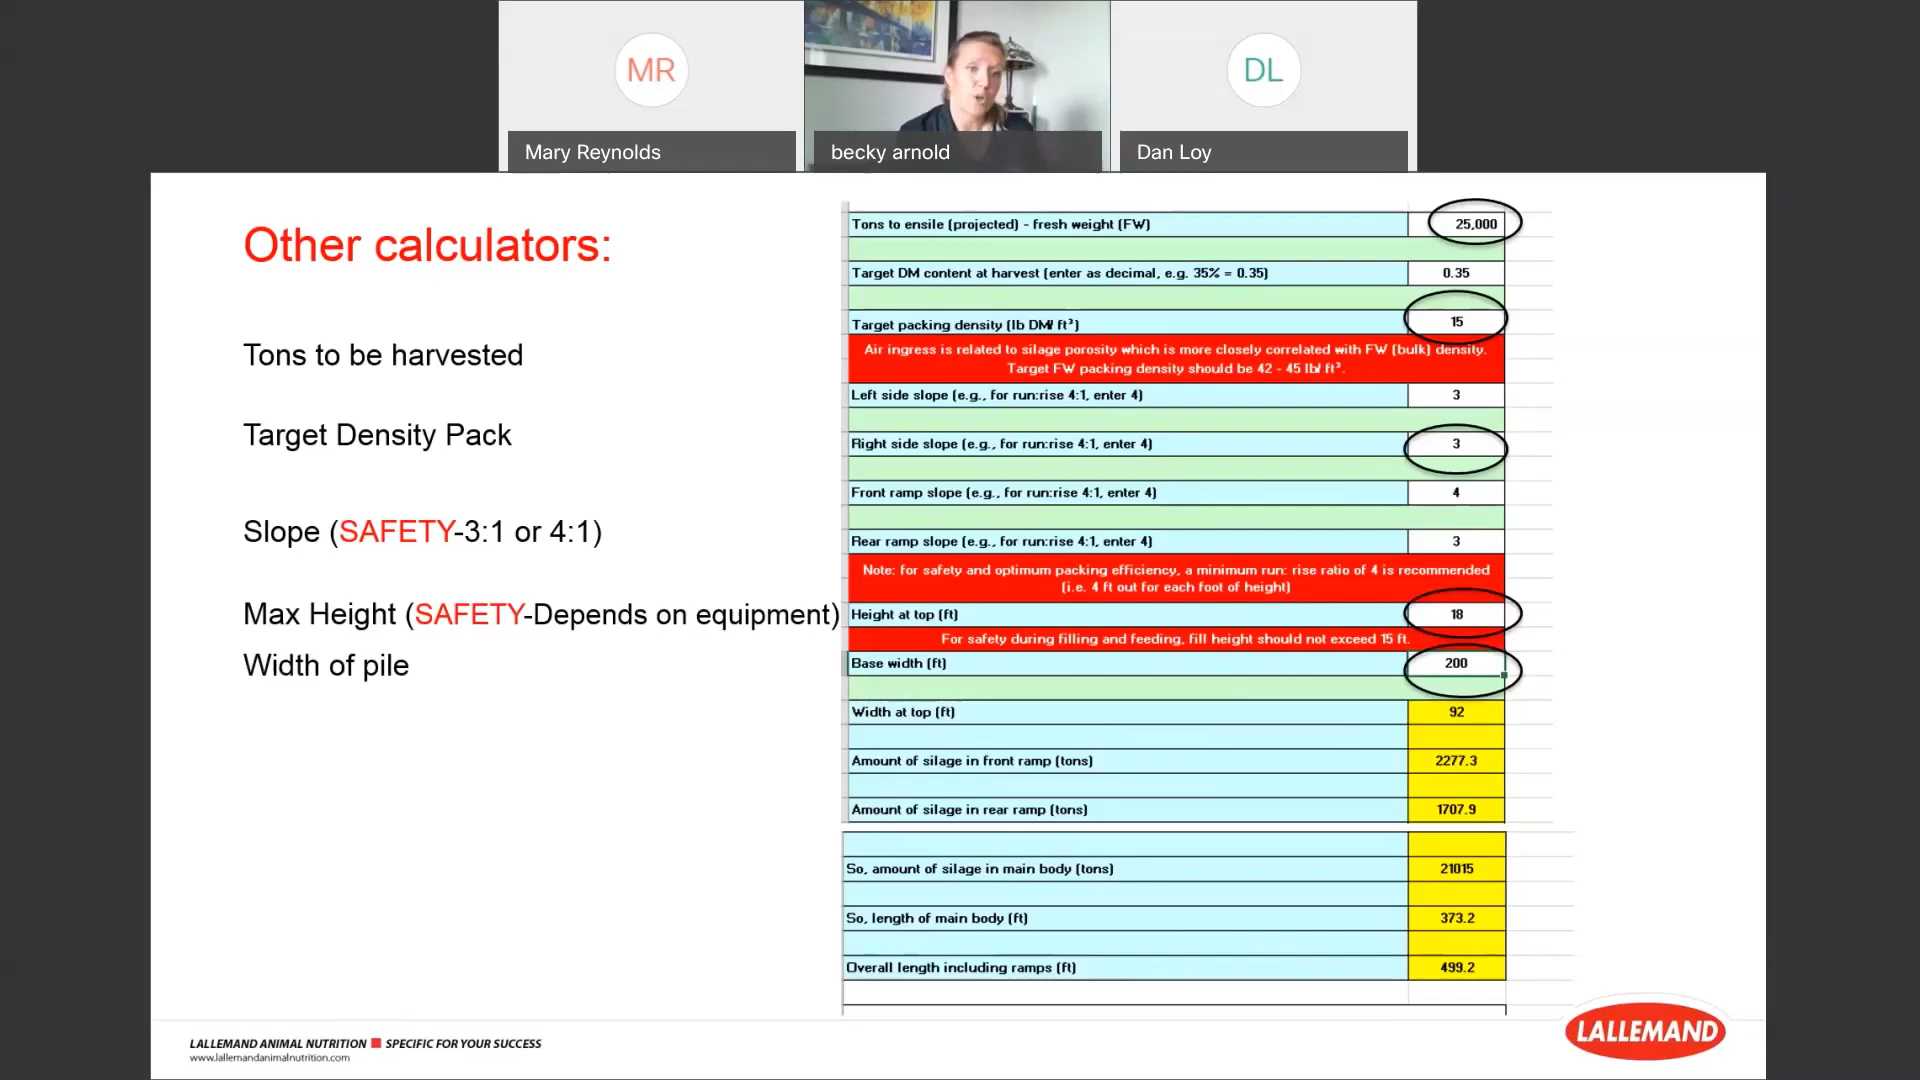 MR
DL
Mary Reynolds
becky arnold
Dan Loy
Other calculators:
Tons to be harvested
Target Density Pack
Slope (SAFETY-3:1 or 4:1)
Max Height (SAFETY-Depends on equipment)
Width of pile
Tons to ensile (projected) - fresh weight (FW) 25,000
Target DM content at harvest (enter as decimal, e.g. 35% = 0.35) 0.35
Target packing density (lb DM/ ft³) 15
Air ingress is related to silage porosity which is more closely correlated with FW (bulk) density.
Target FW packing density should be 42 - 45 lb/ ft³.
Left side slope (e.g., for run:rise 4:1, enter 4) 3
Right side slope (e.g., for run:rise 4:1, enter 4) 3
Front ramp slope (e.g., for run:rise 4:1, enter 4) 4
Rear ramp slope (e.g., for run:rise 4:1, enter 4) 3
Note: for safety and optimum packing efficiency, a minimum run: rise ratio of 4 is recommended
(i.e. 4 ft out for each foot of height)
Height at top (ft) 18
For safety during filling and feeding, fill height should not exceed 15 ft.
Base width (ft) 200
Width at top (ft) 92
Amount of silage in front ramp (tons) 2277.3
Amount of silage in rear ramp (tons) 1707.9
So, amount of silage in main body (tons) 21015
So, length of main body (ft) 373.2
Overall length including ramps (ft) 499.2
LALLEMAND ANIMAL NUTRITION SPECIFIC FOR YOUR SUCCESS
www.lallemandanimalnutrition.com
LALLEMAND